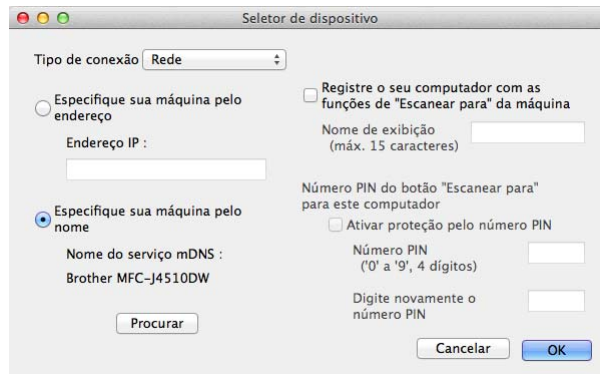 Seletor de dispositivo
Tipo de conexão Rede
Especifique sua máquina pelo
endereço
Endereço IP :
Especifique sua máquina pelo
nome
Nome do serviço mDNS :
Brother MFC-J4510DW
Procurar
Registre o seu computador com as
funções de "Escanear para" da máquina
Nome de exibição
(máx. 15 caracteres)
Número PIN do botão "Escanear para"
para este computador
Ativar proteção pelo número PIN
Número PIN
('0' a '9', 4 dígitos)
Digite novamente o
número PIN
Cancelar OK